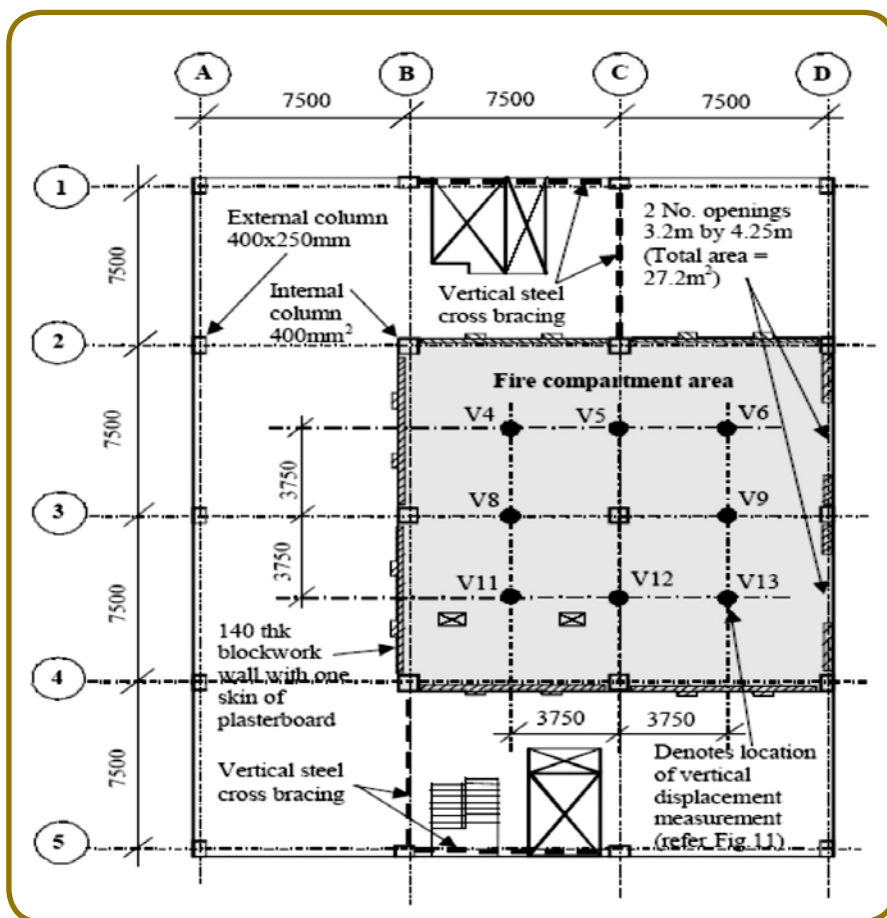 A
B
C
D
7500
7500
7500
1
External column
400x250mm
2 No. openings
3.2m by 4.25m
(Total area =
27.2m²)
7500
Internal
column
400mm²
Vertical steel
cross bracing
2
Fire compartment area
V4
V5
V6
7500
3750
3
V8
V9
3750
7500
V11
V12
V13
140 thk
blockwork
wall with one
skin of
plasterboard
4
3750
3750
Denotes location
of vertical
displacement
measurement
(refer Fig.11)
7500
Vertical steel
cross bracing
5